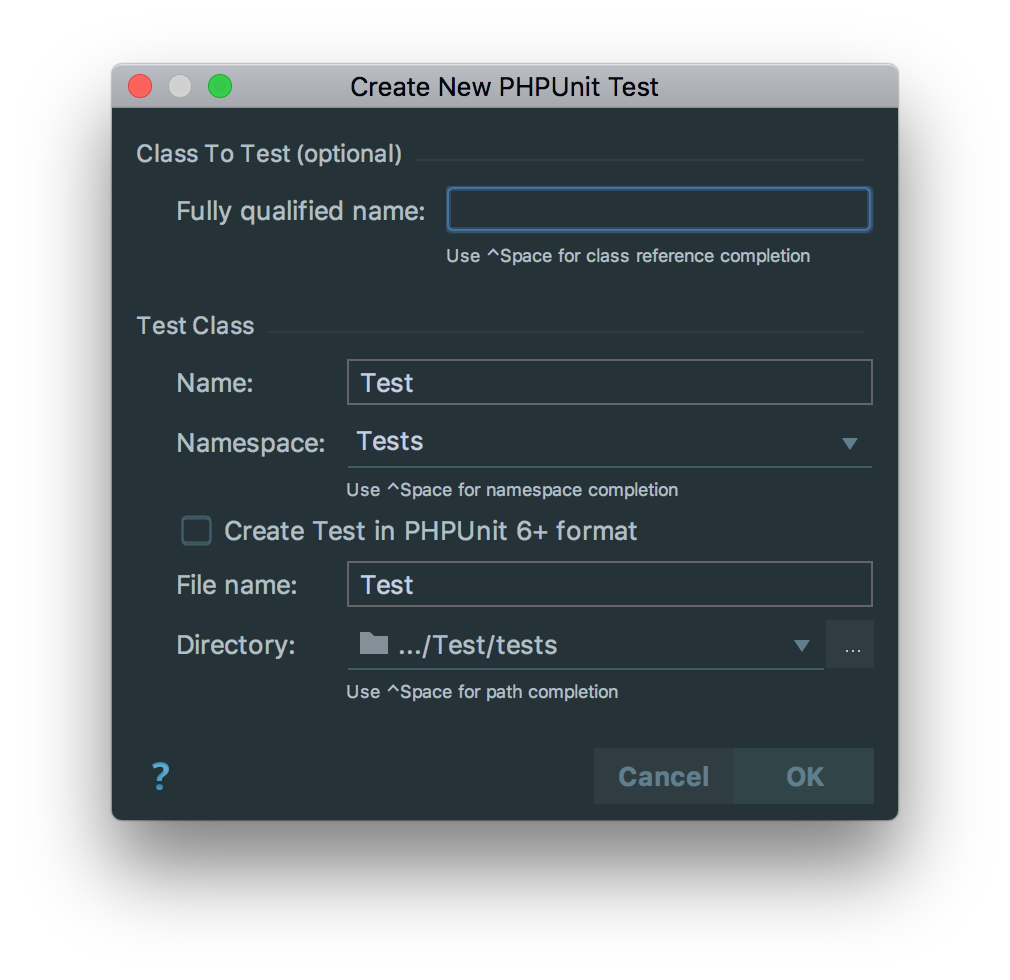 Create New PHPUnit Test
Class To Test (optional)
Fully qualified name:
Use ^Space for class reference completion
Test Class
Name: Test
Namespace: Tests
Use ^Space for namespace completion
Create Test in PHPUnit 6+ format
File name: Test
Directory: .../Test/tests ...
Use ^Space for path completion
? Cancel OK